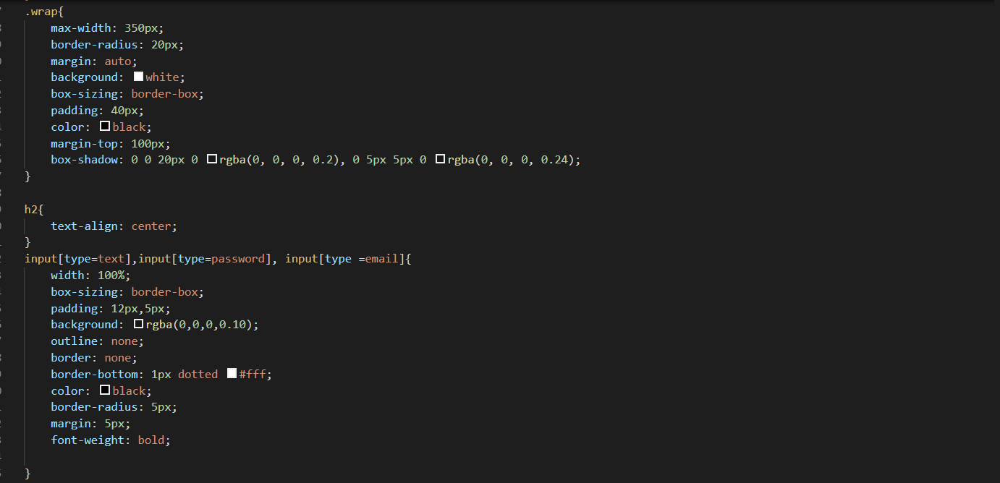 .wrap{
    max-width: 350px;
    border-radius: 20px;
    margin: auto;
    background: white;
    box-sizing: border-box;
    padding: 40px;
    color: black;
    margin-top: 100px;
    box-shadow: 0 0 20px 0 rgba(0, 0, 0, 0.2), 0 5px 5px 0 rgba(0, 0, 0, 0.24);
}
h2{
    text-align: center;
}
input[type=text],input[type=password], input[type =email]{
    width: 100%;
    box-sizing: border-box;
    padding: 12px,5px;
    background: rgba(0,0,0,0.10);
    outline: none;
    border: none;
    border-bottom: 1px dotted #fff;
    color: black;
    border-radius: 5px;
    margin: 5px;
    font-weight: bold;
}